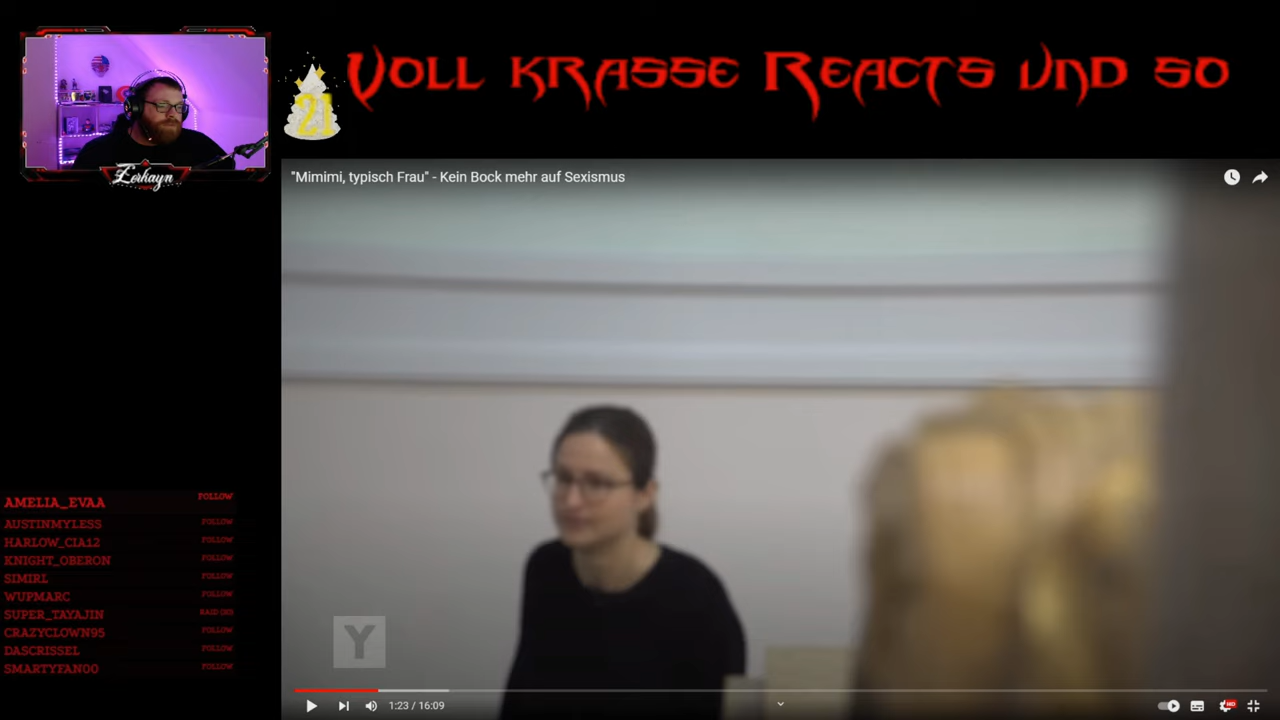 Voll krasse Reacts und so
21
Zerkayn
"Mimimi, typisch Frau" - Kein Bock mehr auf Sexismus
AMELIA_EVAA FOLLOW
AUSTINMYLESS FOLLOW
HARLOW_CIA12 FOLLOW
KNIGHT_OBERON FOLLOW
SIMIRL FOLLOW
WUPMARC FOLLOW
SUPER_TAYAJIN
CRAZYCLOWN95 FOLLOW
DASCRISSEL FOLLOW
SMARTYFAN00 FOLLOW
Y
1:23 / 16:09